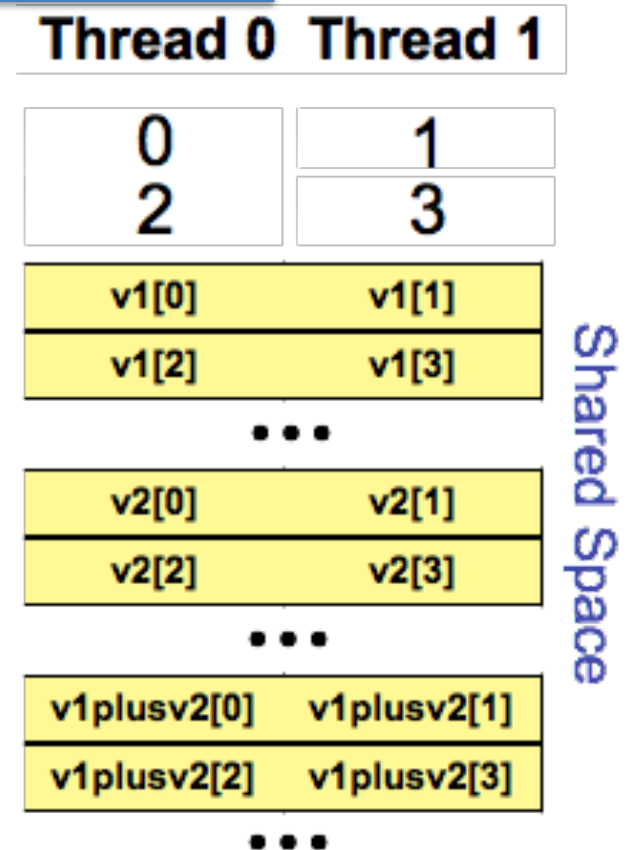 Thread 0 Thread 1
0 1
2 3
v1[0] v1[1]
v1[2] v1[3]
...
v2[0] v2[1]
v2[2] v2[3]
...
v1plusv2[0] v1plusv2[1]
v1plusv2[2] v1plusv2[3]
...
Shared Space